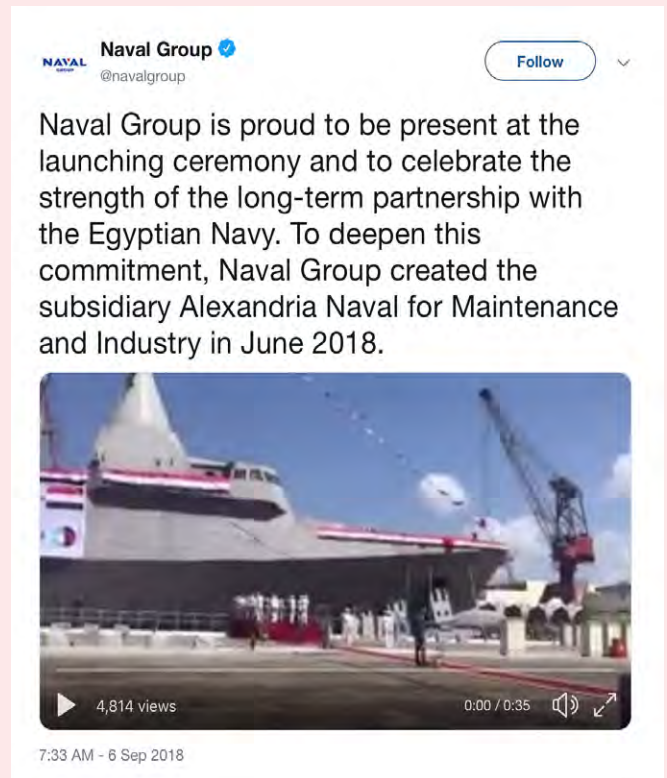 Naval Group
NAVAL
GROUP
@navalgroup
Follow
Naval Group is proud to be present at the
launching ceremony and to celebrate the
strength of the long-term partnership with
the Egyptian Navy. To deepen this
commitment, Naval Group created the
subsidiary Alexandria Naval for Maintenance
and Industry in June 2018.
4,814 views
0:00 / 0:35
7:33 AM - 6 Sep 2018